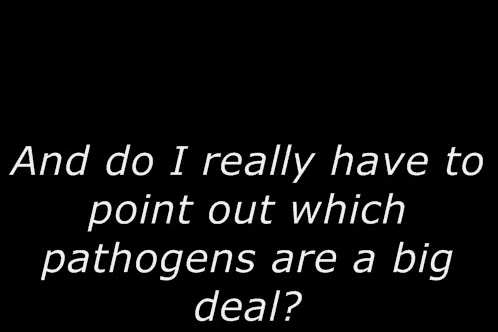 And do I really have to
point out which
pathogens are a big
deal?